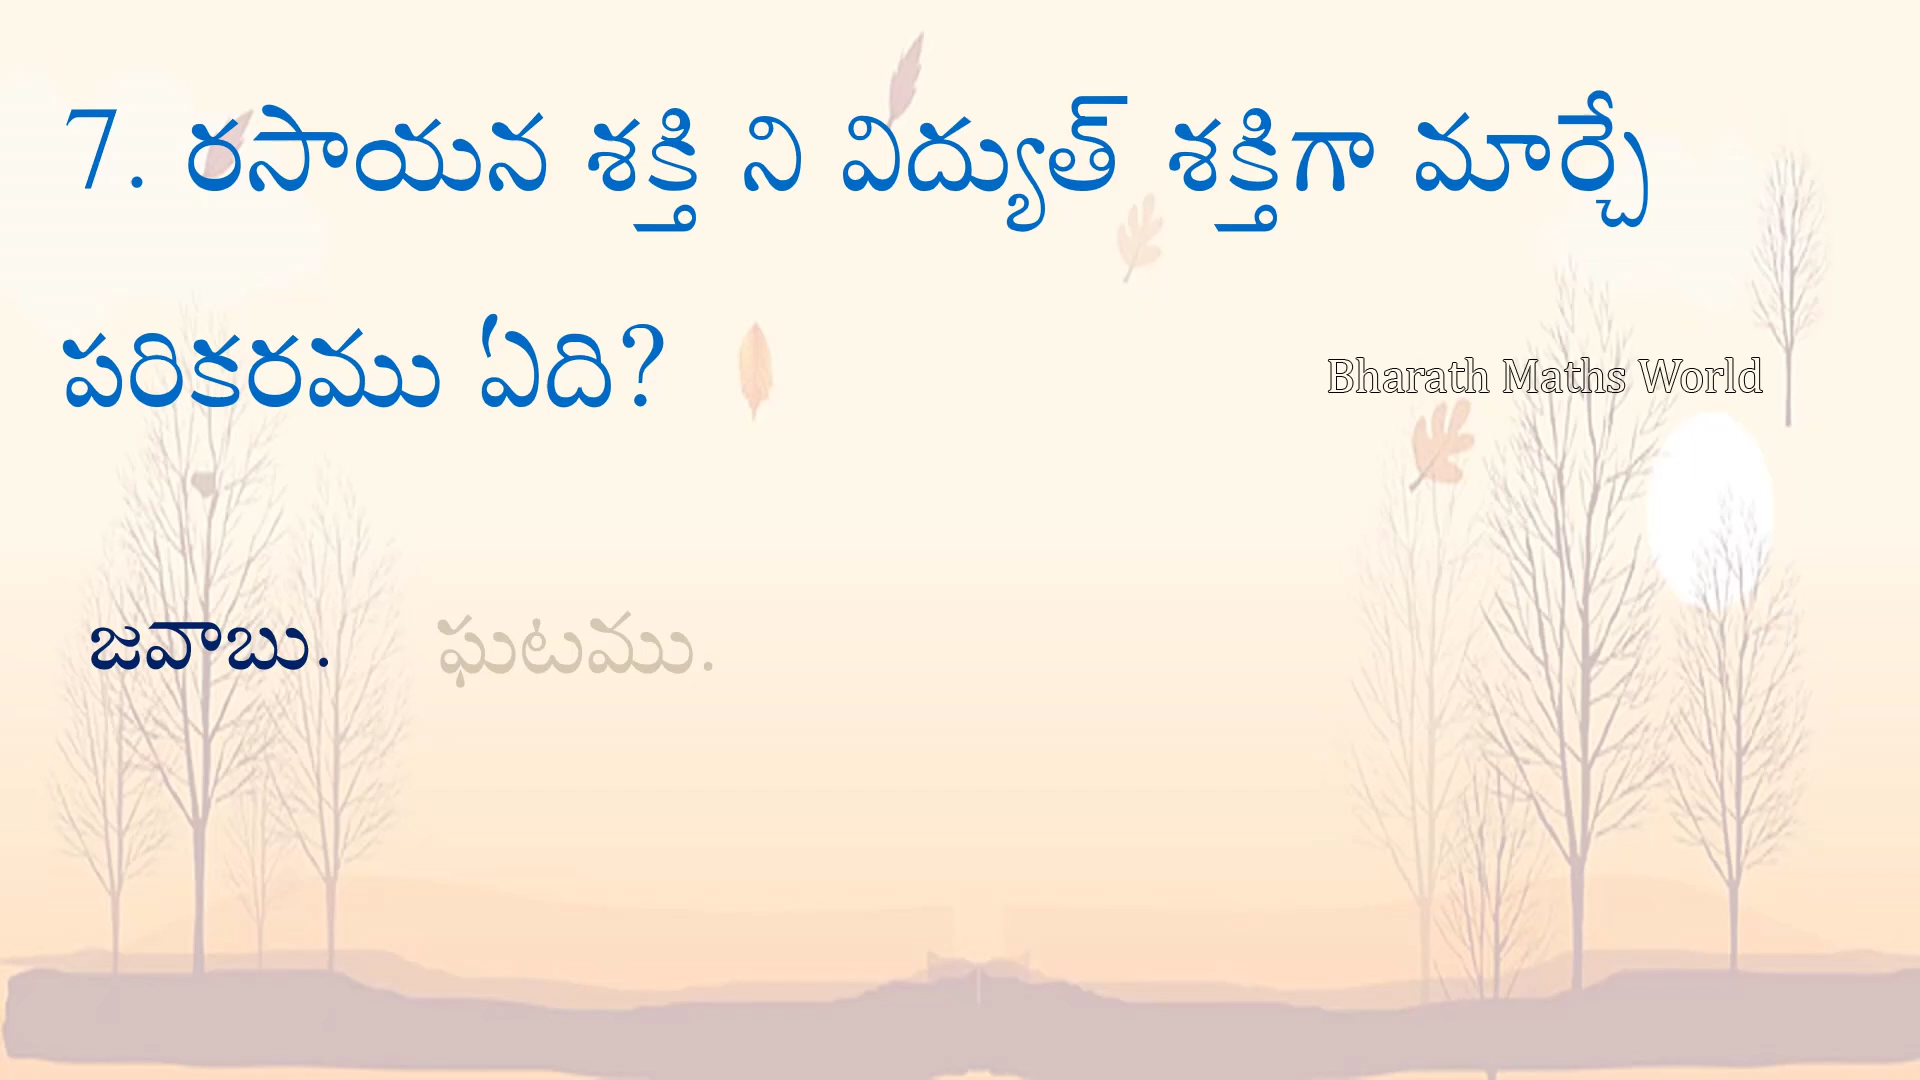 7. రసాయన శక్తి ని విద్యుత్ శక్తిగా మార్చే
పరికరము ఏది?
Bharath Maths World
జవాబు. ఘటము.